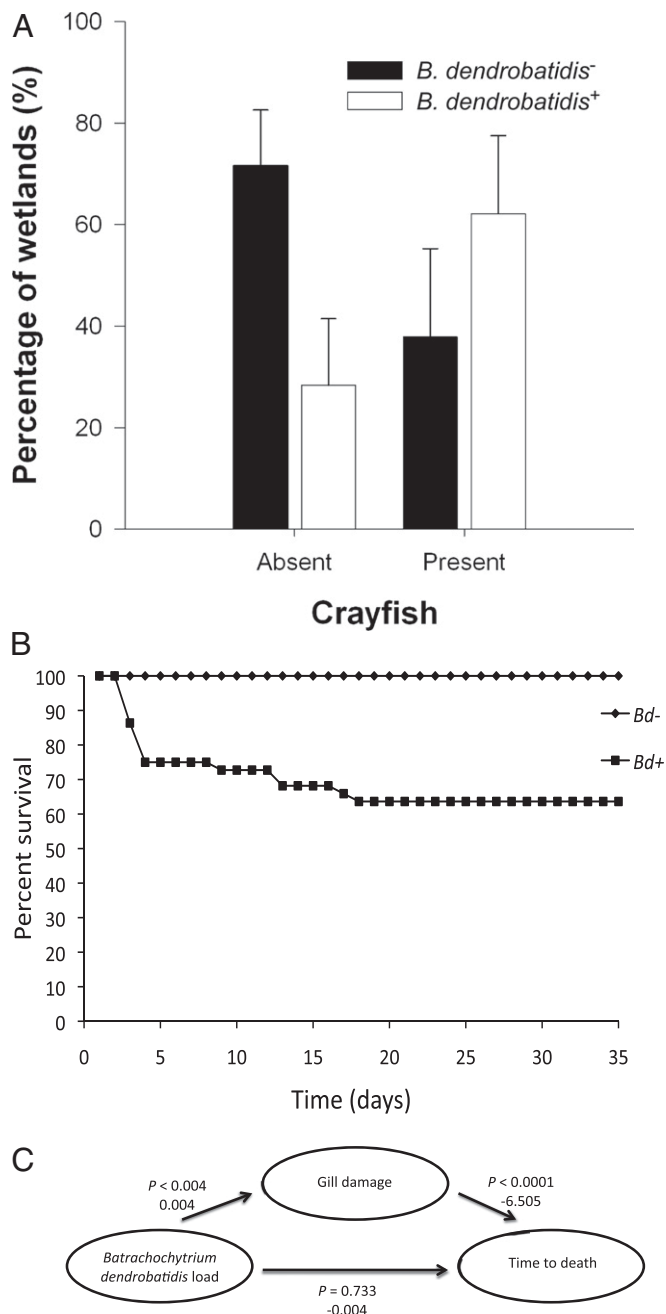 A
100
80
60
40
20
0
Percentage of wetlands (%)
B. dendrobatidis-
B. dendrobatidis+
Absent
Present
Crayfish
B
100
90
80
70
60
50
40
30
20
10
0
Percent survival
Bd-
Bd+
0 5 10 15 20 25 30 35
Time (days)
C
P < 0.004
0.004
Gill damage
P < 0.0001
-6.505
Batrachochytrium
dendrobatidis load
Time to death
P = 0.733
-0.004